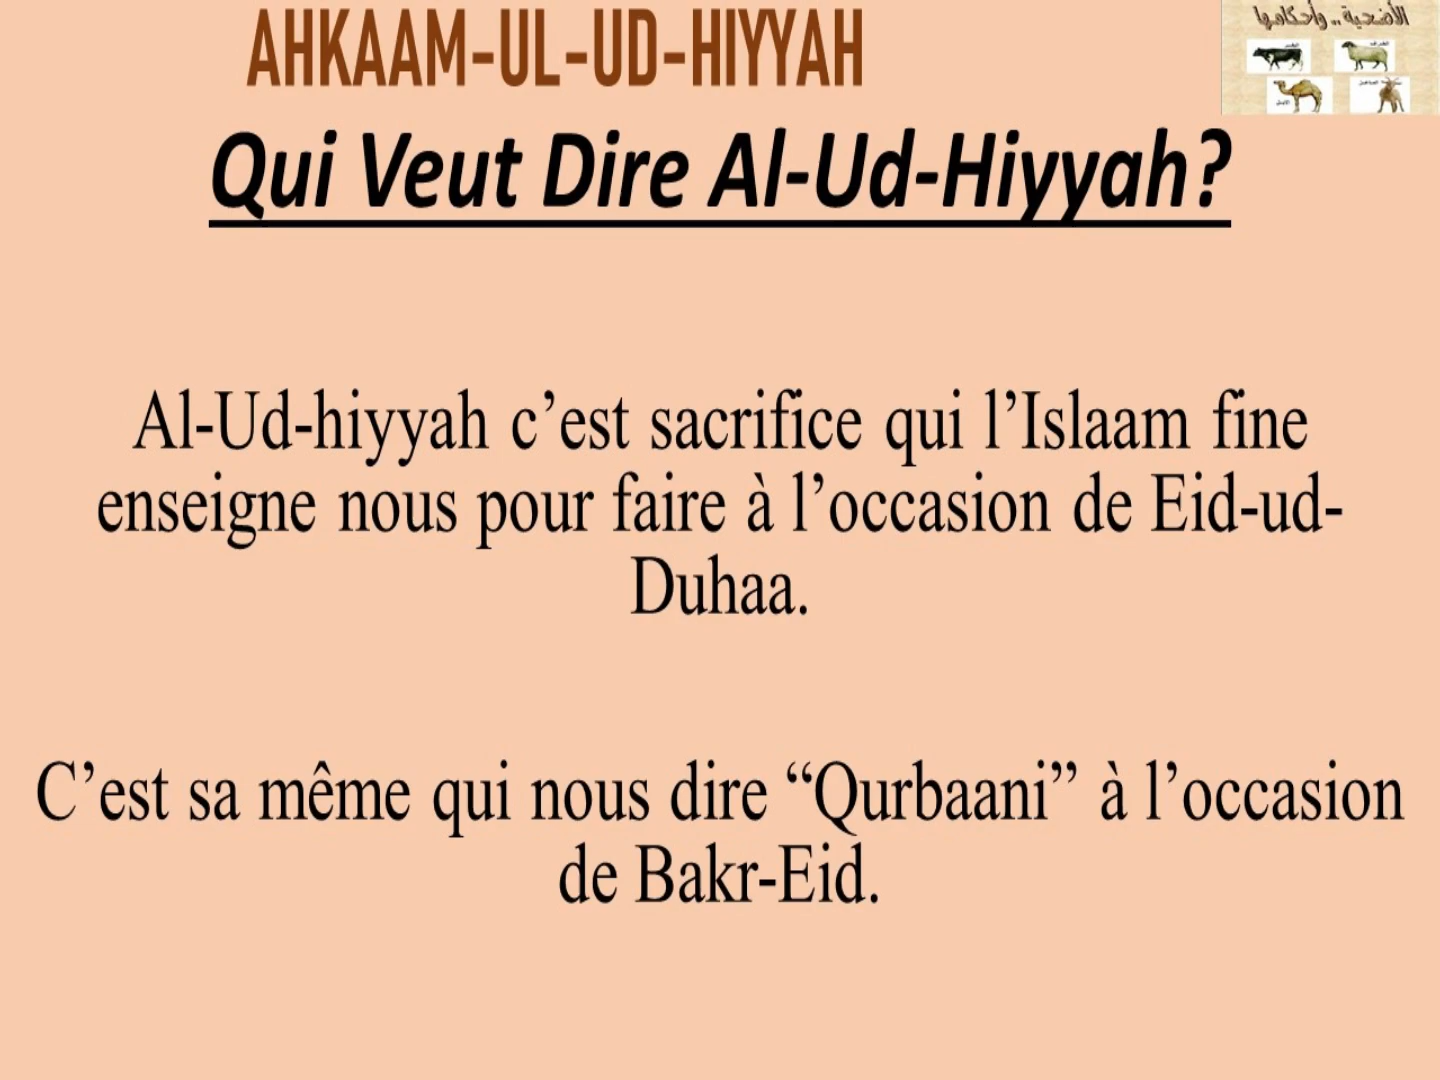 AHKAAM-UL-UD-HIYYAH
الأضحية .. وأحكامها
Qui Veut Dire Al-Ud-Hiyyah?
Al-Ud-hiyyah c’est sacrifice qui l’Islaam fine
enseigne nous pour faire à l’occasion de Eid-ud-
Duhaa.
C’est sa même qui nous dire “Qurbaani” à l’occasion
de Bakr-Eid.